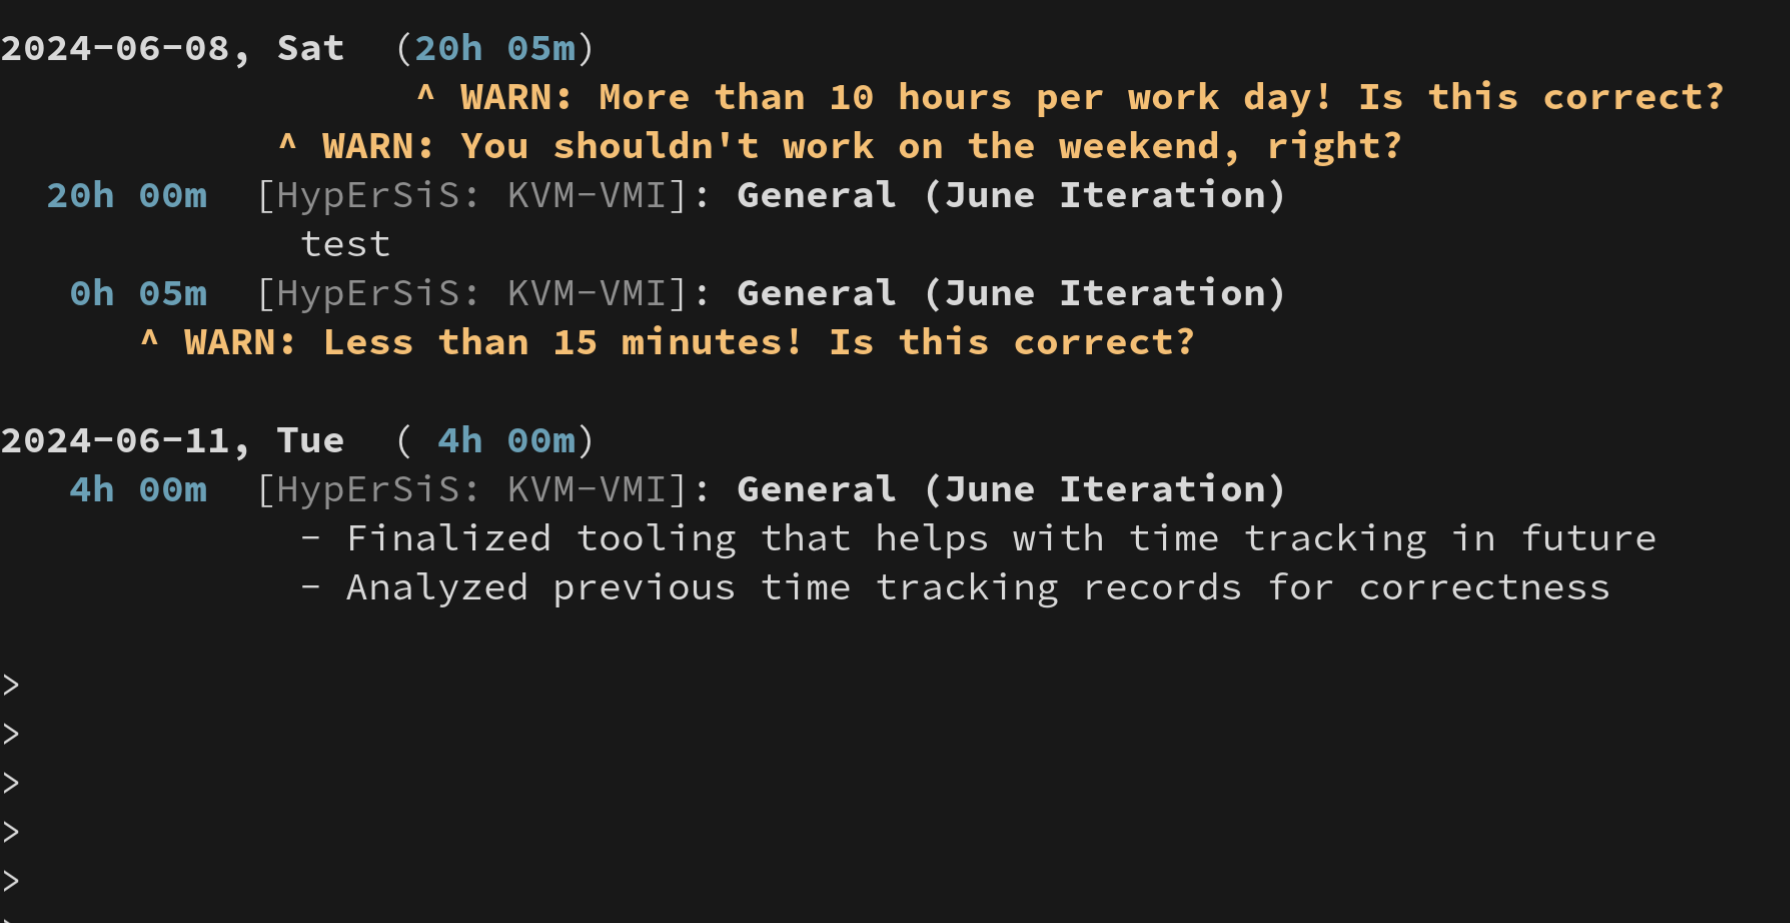 2024-06-08, Sat  (20h 05m)
^ WARN: More than 10 hours per work day! Is this correct?
^ WARN: You shouldn't work on the weekend, right?
20h 00m  [HypErSiS: KVM-VMI]: General (June Iteration)
test
0h 05m  [HypErSiS: KVM-VMI]: General (June Iteration)
^ WARN: Less than 15 minutes! Is this correct?
2024-06-11, Tue  ( 4h 00m)
4h 00m  [HypErSiS: KVM-VMI]: General (June Iteration)
- Finalized tooling that helps with time tracking in future
- Analyzed previous time tracking records for correctness
>
>
>
>
>